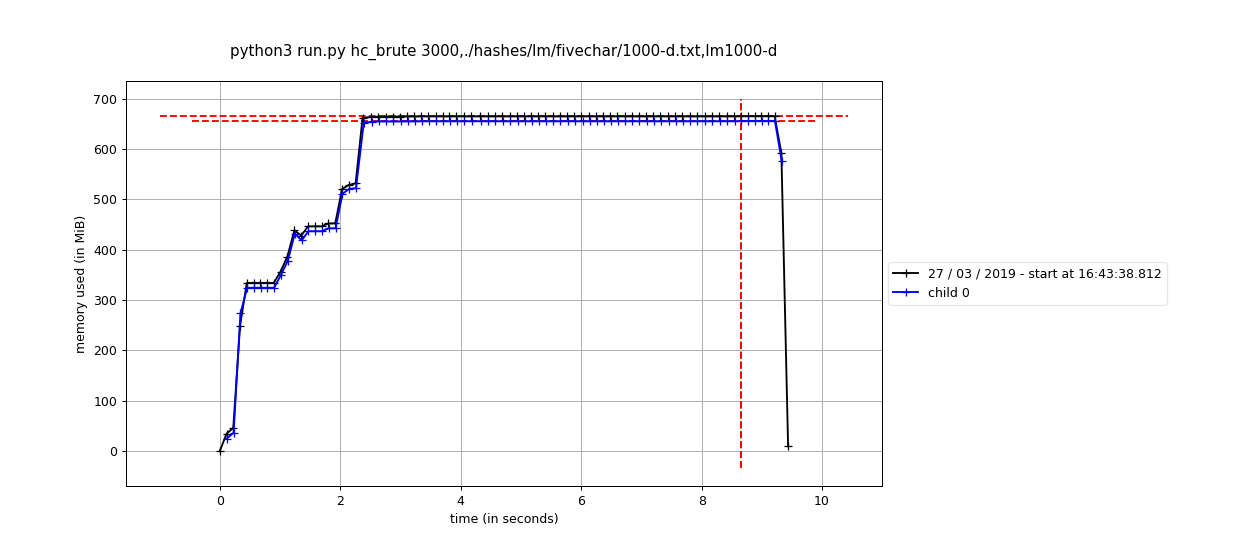 python3 run.py hc_brute 3000,./hashes/lm/fivechar/1000-d.txt,lm1000-d
700
600
500
400
300
200
100
0
memory used (in MiB)
0 2 4 6 8 10
time (in seconds)
27 / 03 / 2019 - start at 16:43:38.812
child 0